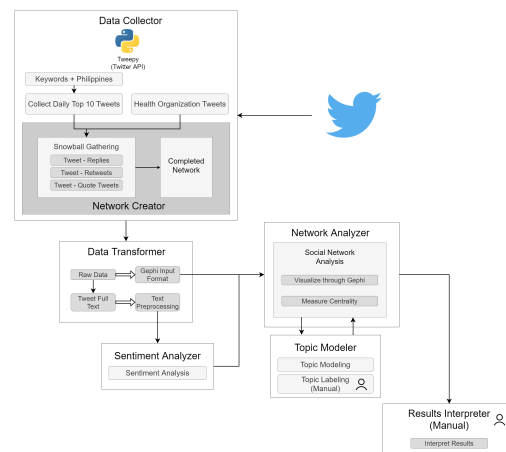 Data Collector
Tweepy
(Twitter API)
Keywords + Philippines
Collect Daily Top 10 Tweets
Health Organization Tweets
Snowball Gathering
Tweet - Replies
Tweet - Retweets
Tweet - Quote Tweets
Completed
Network
Network Creator
Data Transformer
Raw Data
Gephi Input
Format
Tweet Full
Text
Text
Preprocessing
Sentiment Analyzer
Sentiment Analysis
Network Analyzer
Social Network
Analysis
Visualize through Gephi
Measure Centrality
Topic Modeler
Topic Modeling
Topic Labeling
(Manual)
Results Interpreter
(Manual)
Interpret Results